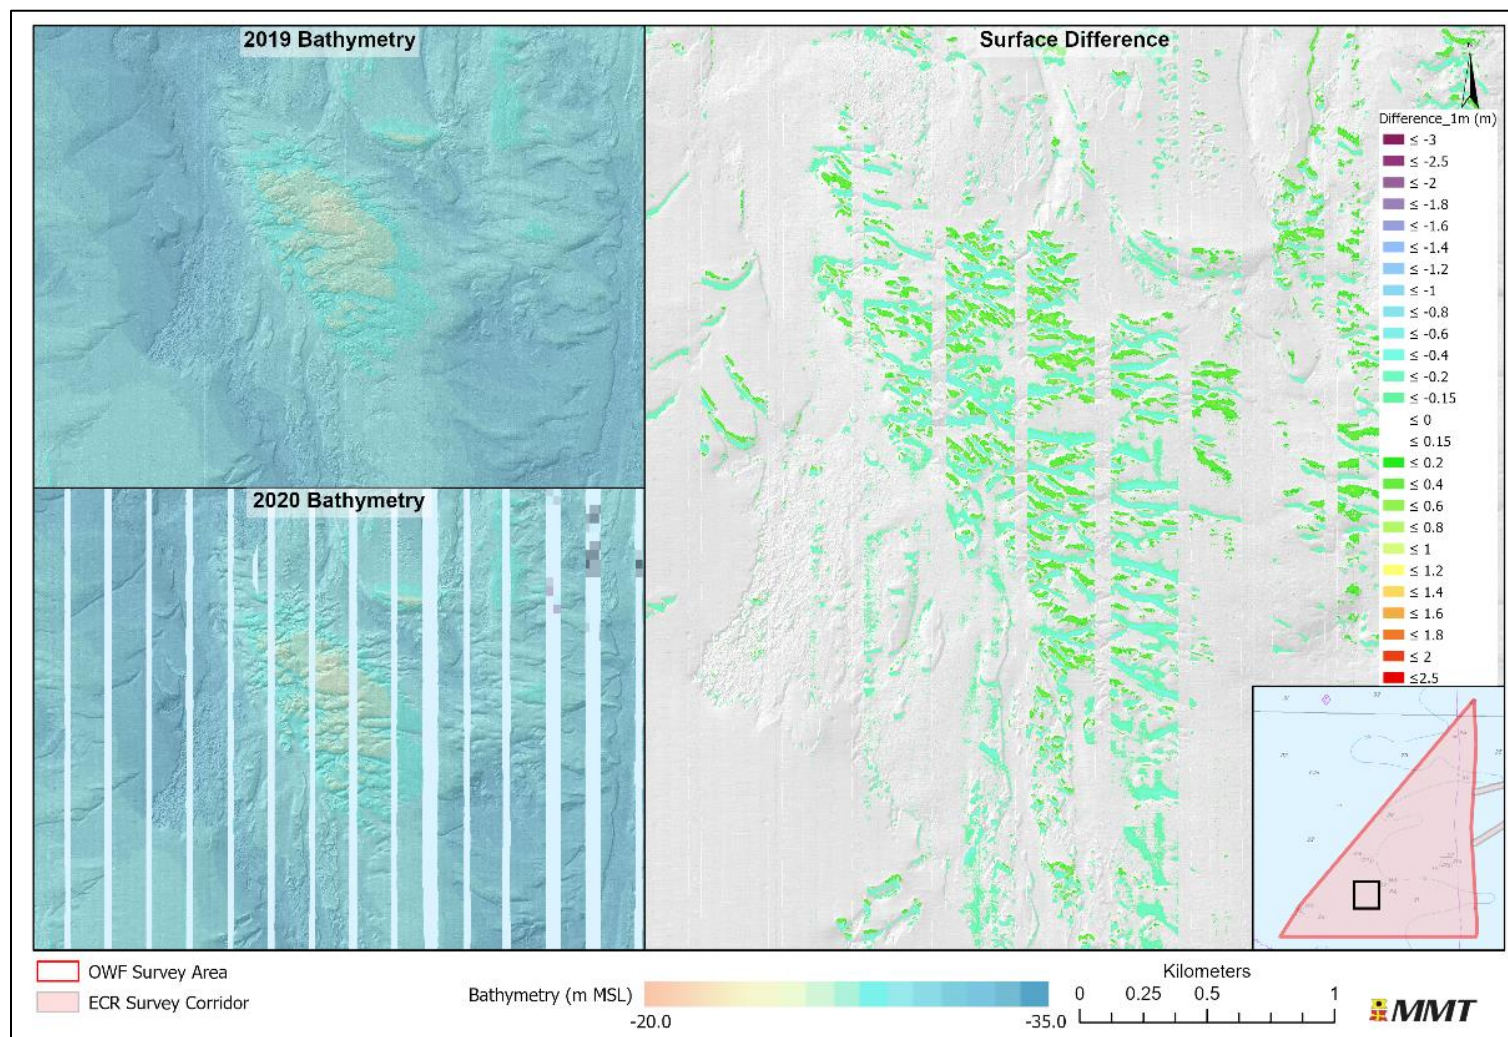 2019 Bathymetry
Surface Difference
Difference_1m (m)
≤ -3
≤ -2.5
≤ -2
≤ -1.8
≤ -1.6
≤ -1.4
≤ -1.2
≤ -1
≤ -0.8
≤ -0.6
≤ -0.4
≤ -0.2
≤ -0.15
≤ 0
≤ 0.15
≤ 0.2
≤ 0.4
≤ 0.6
≤ 0.8
≤ 1
≤ 1.2
≤ 1.4
≤ 1.6
≤ 1.8
≤ 2
≤2.5
2020 Bathymetry
OWF Survey Area
ECR Survey Corridor
Bathymetry (m MSL)
-20.0
-35.0
Kilometers
0 0.25 0.5 1
MMT